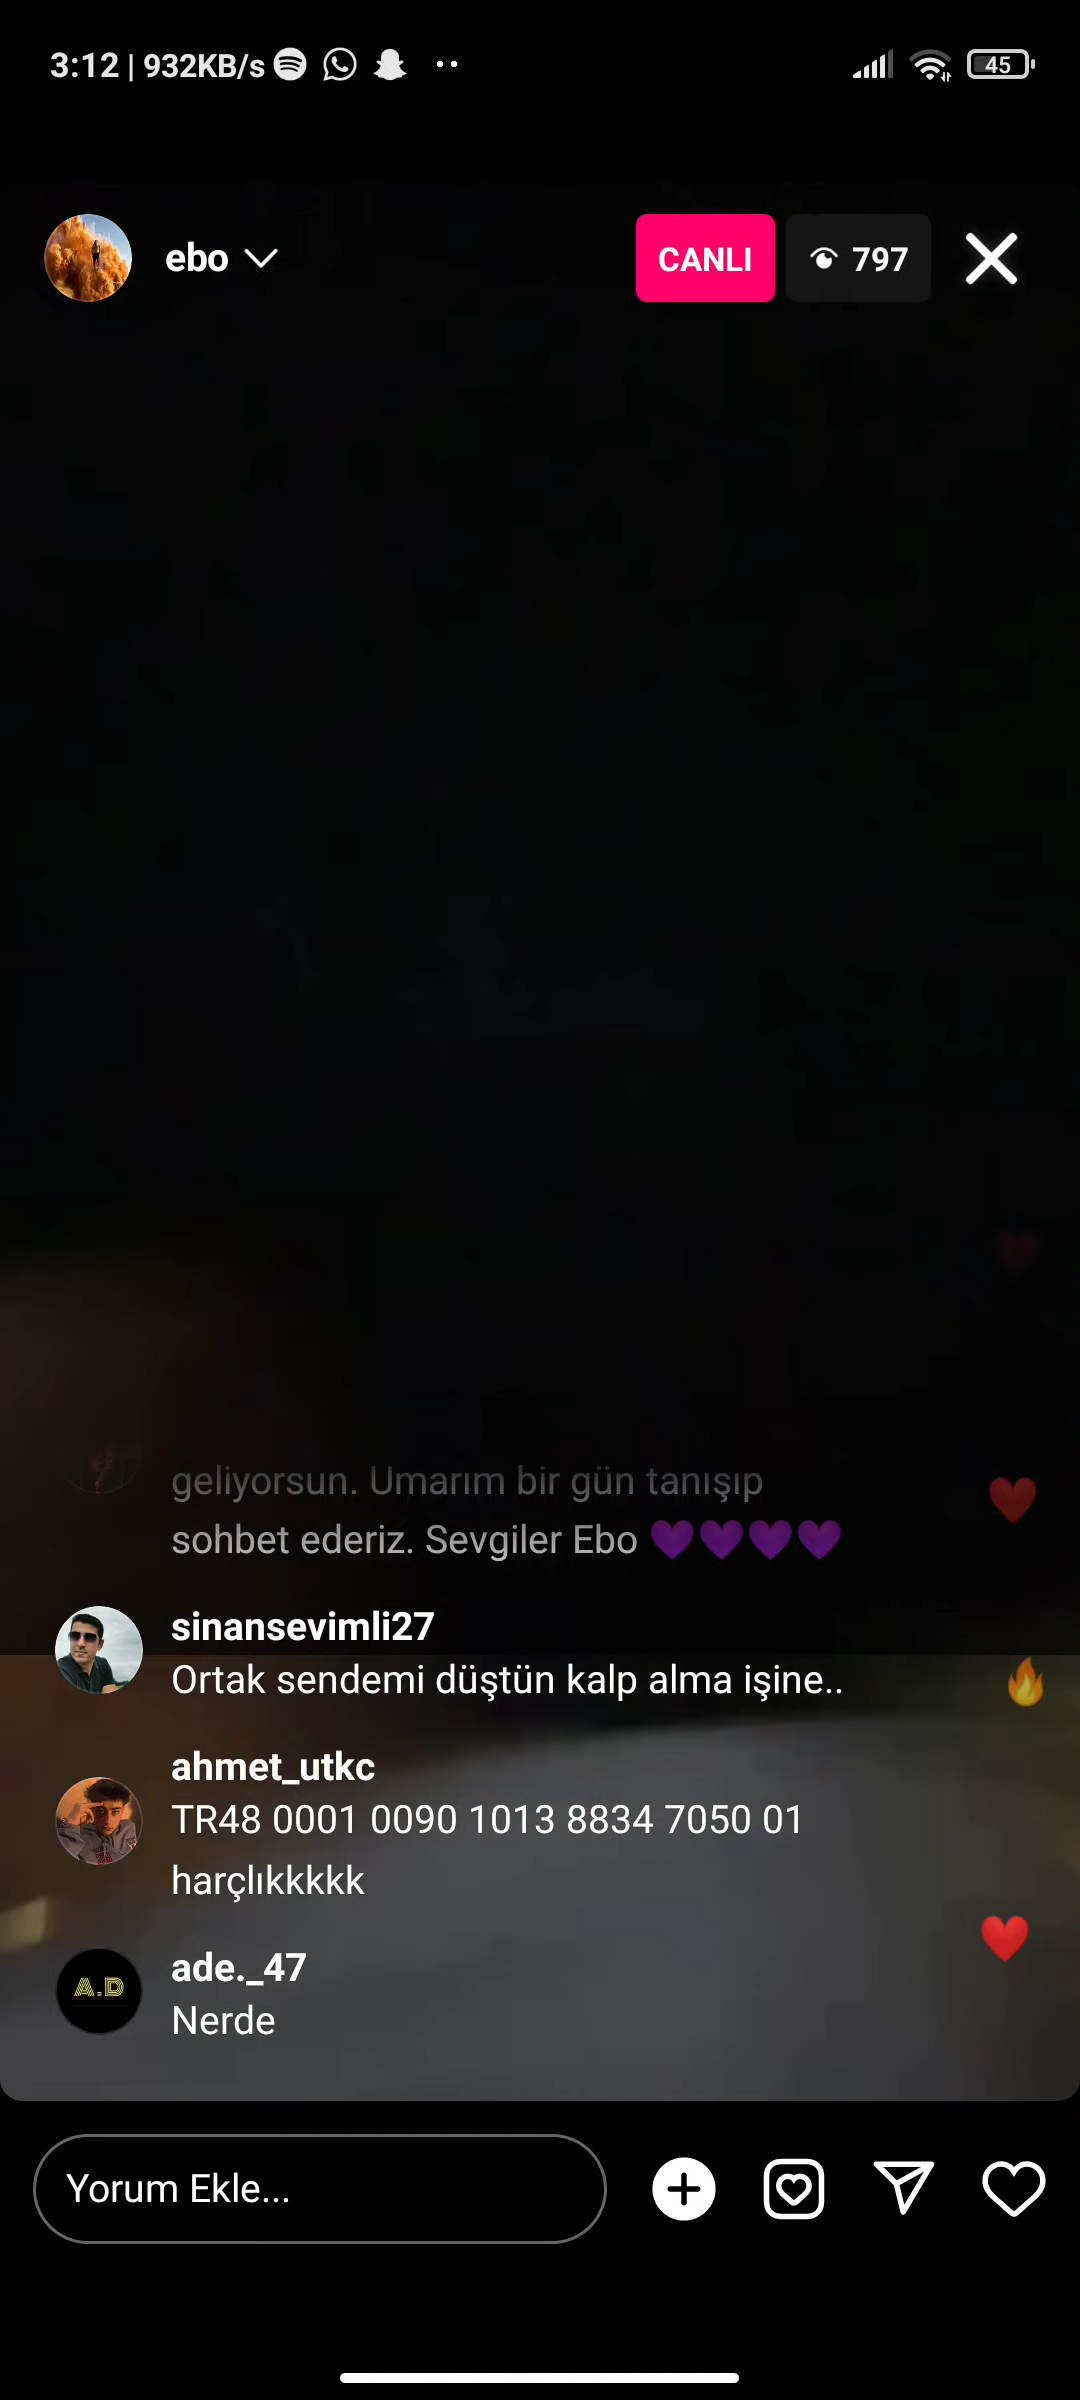 3:12 | 932KB/s
45
ebo
CANLI
797
geliyorsun. Umarım bir gün tanışıp
sohbet ederiz. Sevgiler Ebo 💜💜💜💜
sinansevimli27
Ortak sendemi düştün kalp alma işine..
ahmet_utkc
TR48 0001 0090 1013 8834 7050 01
harçlıkkkkk
A.D
ade._47
Nerde
Yorum Ekle...